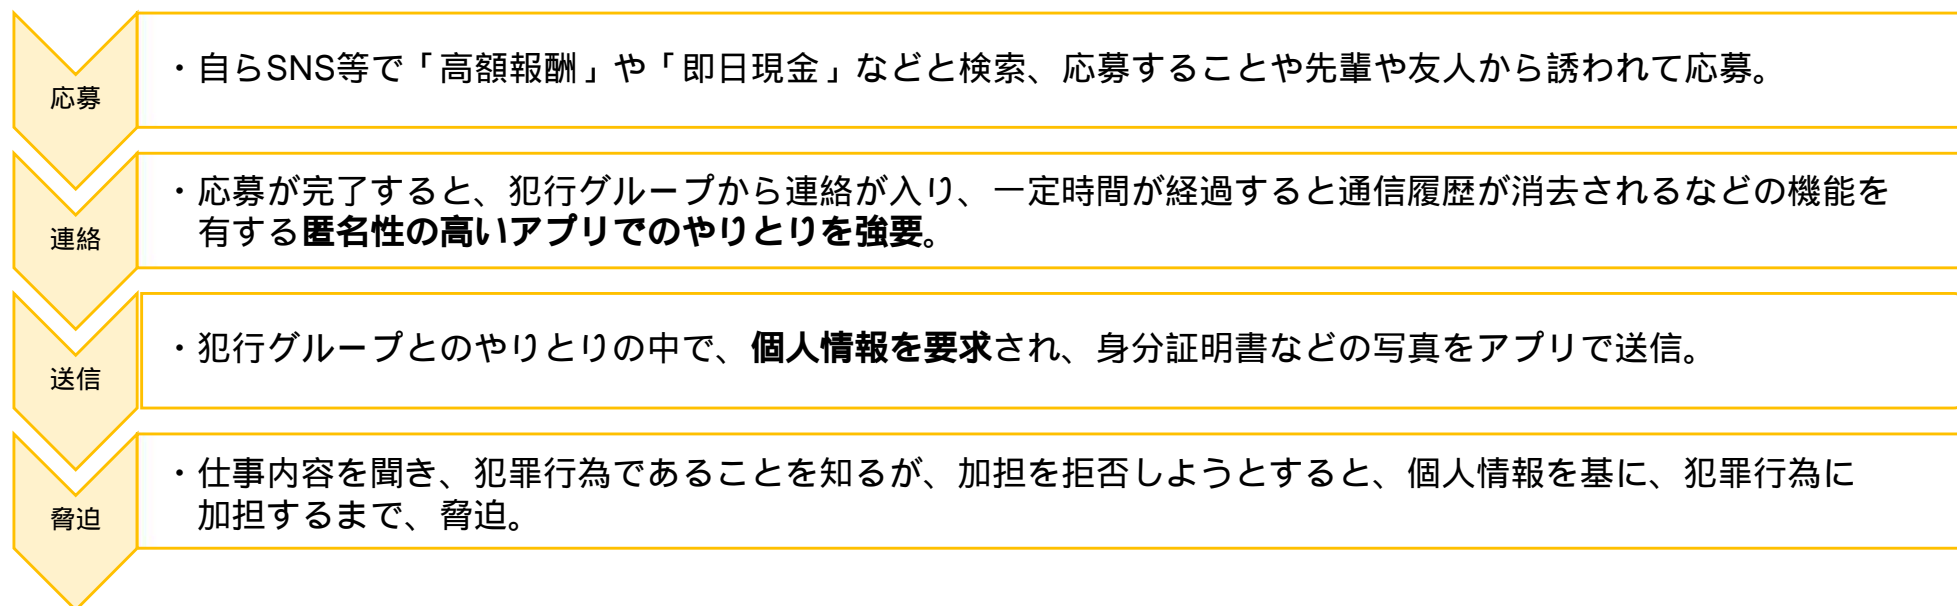 応募
・自らSNS等で「高額報酬」や「即日現金」などと検索、応募することや先輩や友人から誘われて応募。
連絡
・応募が完了すると、犯行グループから連絡が入り、一定時間が経過すると通信履歴が消去されるなどの機能を
有する匿名性の高いアプリでのやりとりを強要。
送信
・犯行グループとのやりとりの中で、個人情報を要求され、身分証明書などの写真をアプリで送信。
脅迫
・仕事内容を聞き、犯罪行為であることを知るが、加担を拒否しようとすると、個人情報を基に、犯罪行為に
加担するまで、脅迫。